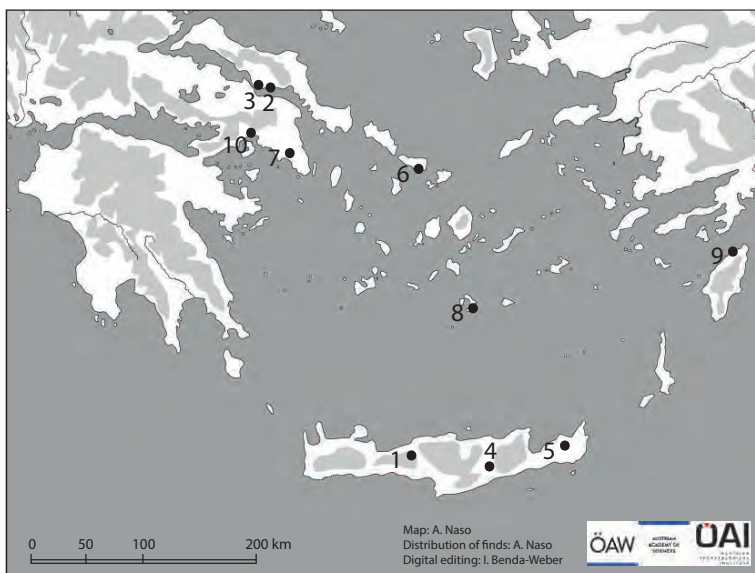 3 2
10
7
6
9
8
1
4
5
0 50 100 200 km
Map: A. Naso
Distribution of finds: A. Naso
Digital editing: I. Benda-Weber
ÖAW
AUSTRIAN
ACADEMY OF
SCIENCES
ÖAI